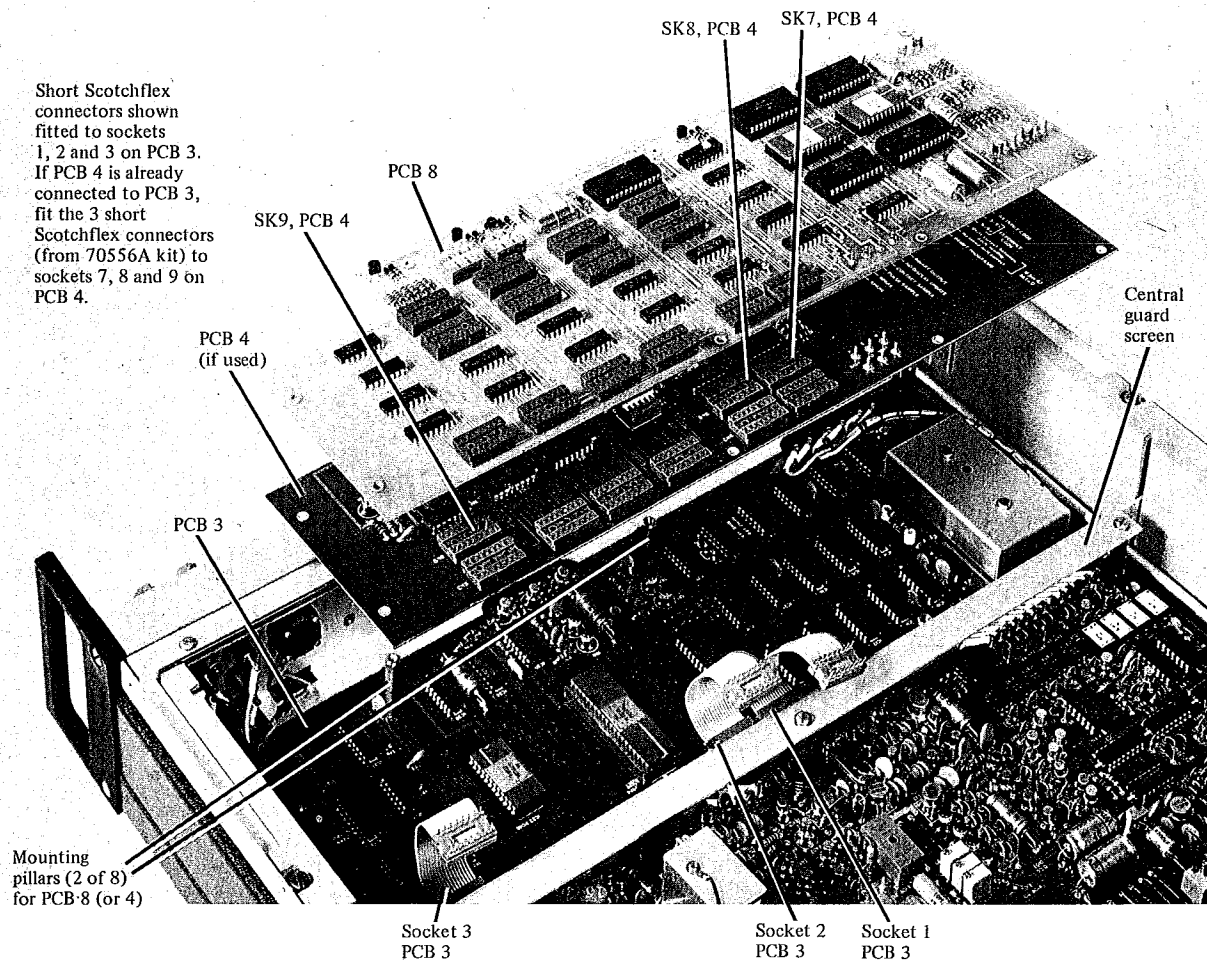 SK8, PCB 4
SK7, PCB 4
Short Scotchflex
connectors shown
fitted to sockets
1, 2 and 3 on PCB 3.
If PCB 4 is already
connected to PCB 3,
fit the 3 short
Scotchflex connectors
(from 70556A kit) to
sockets 7, 8 and 9 on
PCB 4.
PCB 8
SK9, PCB 4
Central
guard
screen
PCB 4
(if used)
PCB 3
Mounting
pillars (2 of 8)
for PCB 8 (or 4)
Socket 3
PCB 3
Socket 2
PCB 3
Socket 1
PCB 3